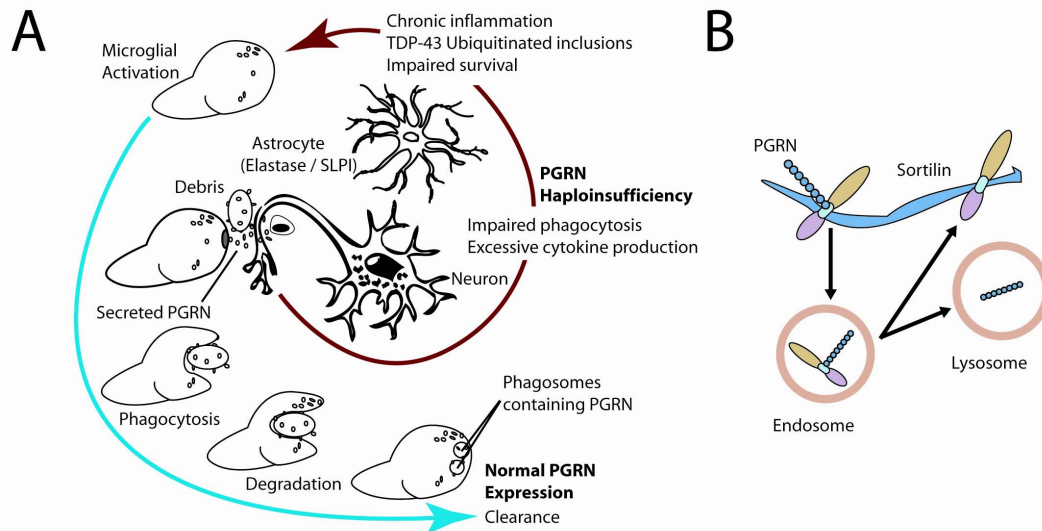 A
Chronic inflammation
TDP-43 Ubiquitinated inclusions
Impaired survival
Microglial
Activation
Astrocyte
(Elastase / SLPI)
Debris
PGRN
Haploinsufficiency
Impaired phagocytosis
Excessive cytokine production
Neuron
Secreted PGRN
Phagocytosis
Degradation
Phagosomes
containing PGRN
Normal PGRN
Expression
Clearance
B
PGRN
Sortilin
Lysosome
Endosome